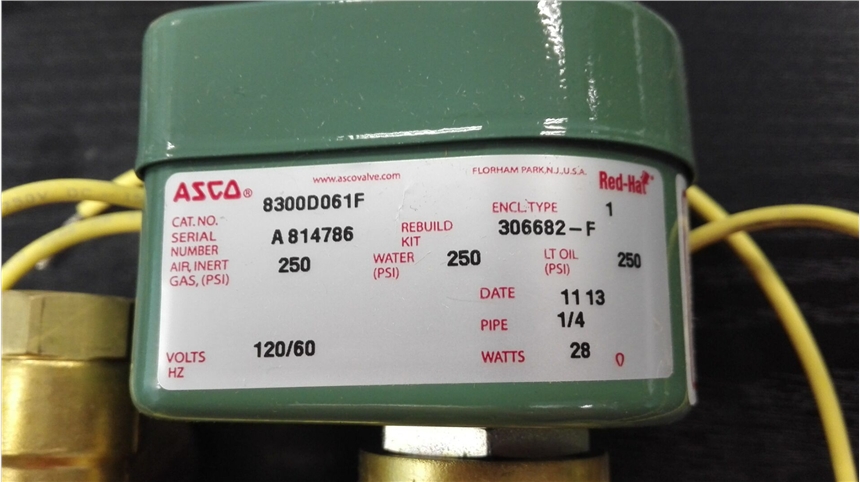 ASCO® www.ascovalve.com FLORHAM PARK,N.J.,U.S.A. Red-Hat
CAT. NO. 8300D061F ENCL.TYPE 1
SERIAL NUMBER A 814786 REBUILD KIT 306682-F
AIR, INERT GAS, (PSI) 250 WATER (PSI) 250 LT OIL (PSI) 250
DATE 11 13
PIPE 1/4
VOLTS HZ 120/60 WATTS 28 0